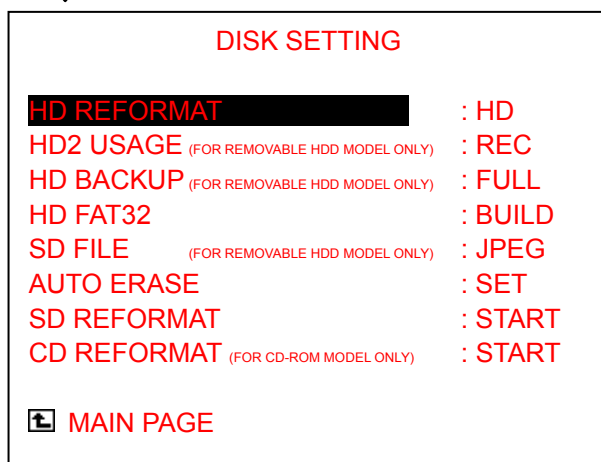 DISK SETTING
HD REFORMAT : HD
HD2 USAGE (FOR REMOVABLE HDD MODEL ONLY) : REC
HD BACKUP (FOR REMOVABLE HDD MODEL ONLY) : FULL
HD FAT32 : BUILD
SD FILE (FOR REMOVABLE HDD MODEL ONLY) : JPEG
AUTO ERASE : SET
SD REFORMAT : START
CD REFORMAT (FOR CD-ROM MODEL ONLY) : START
MAIN PAGE